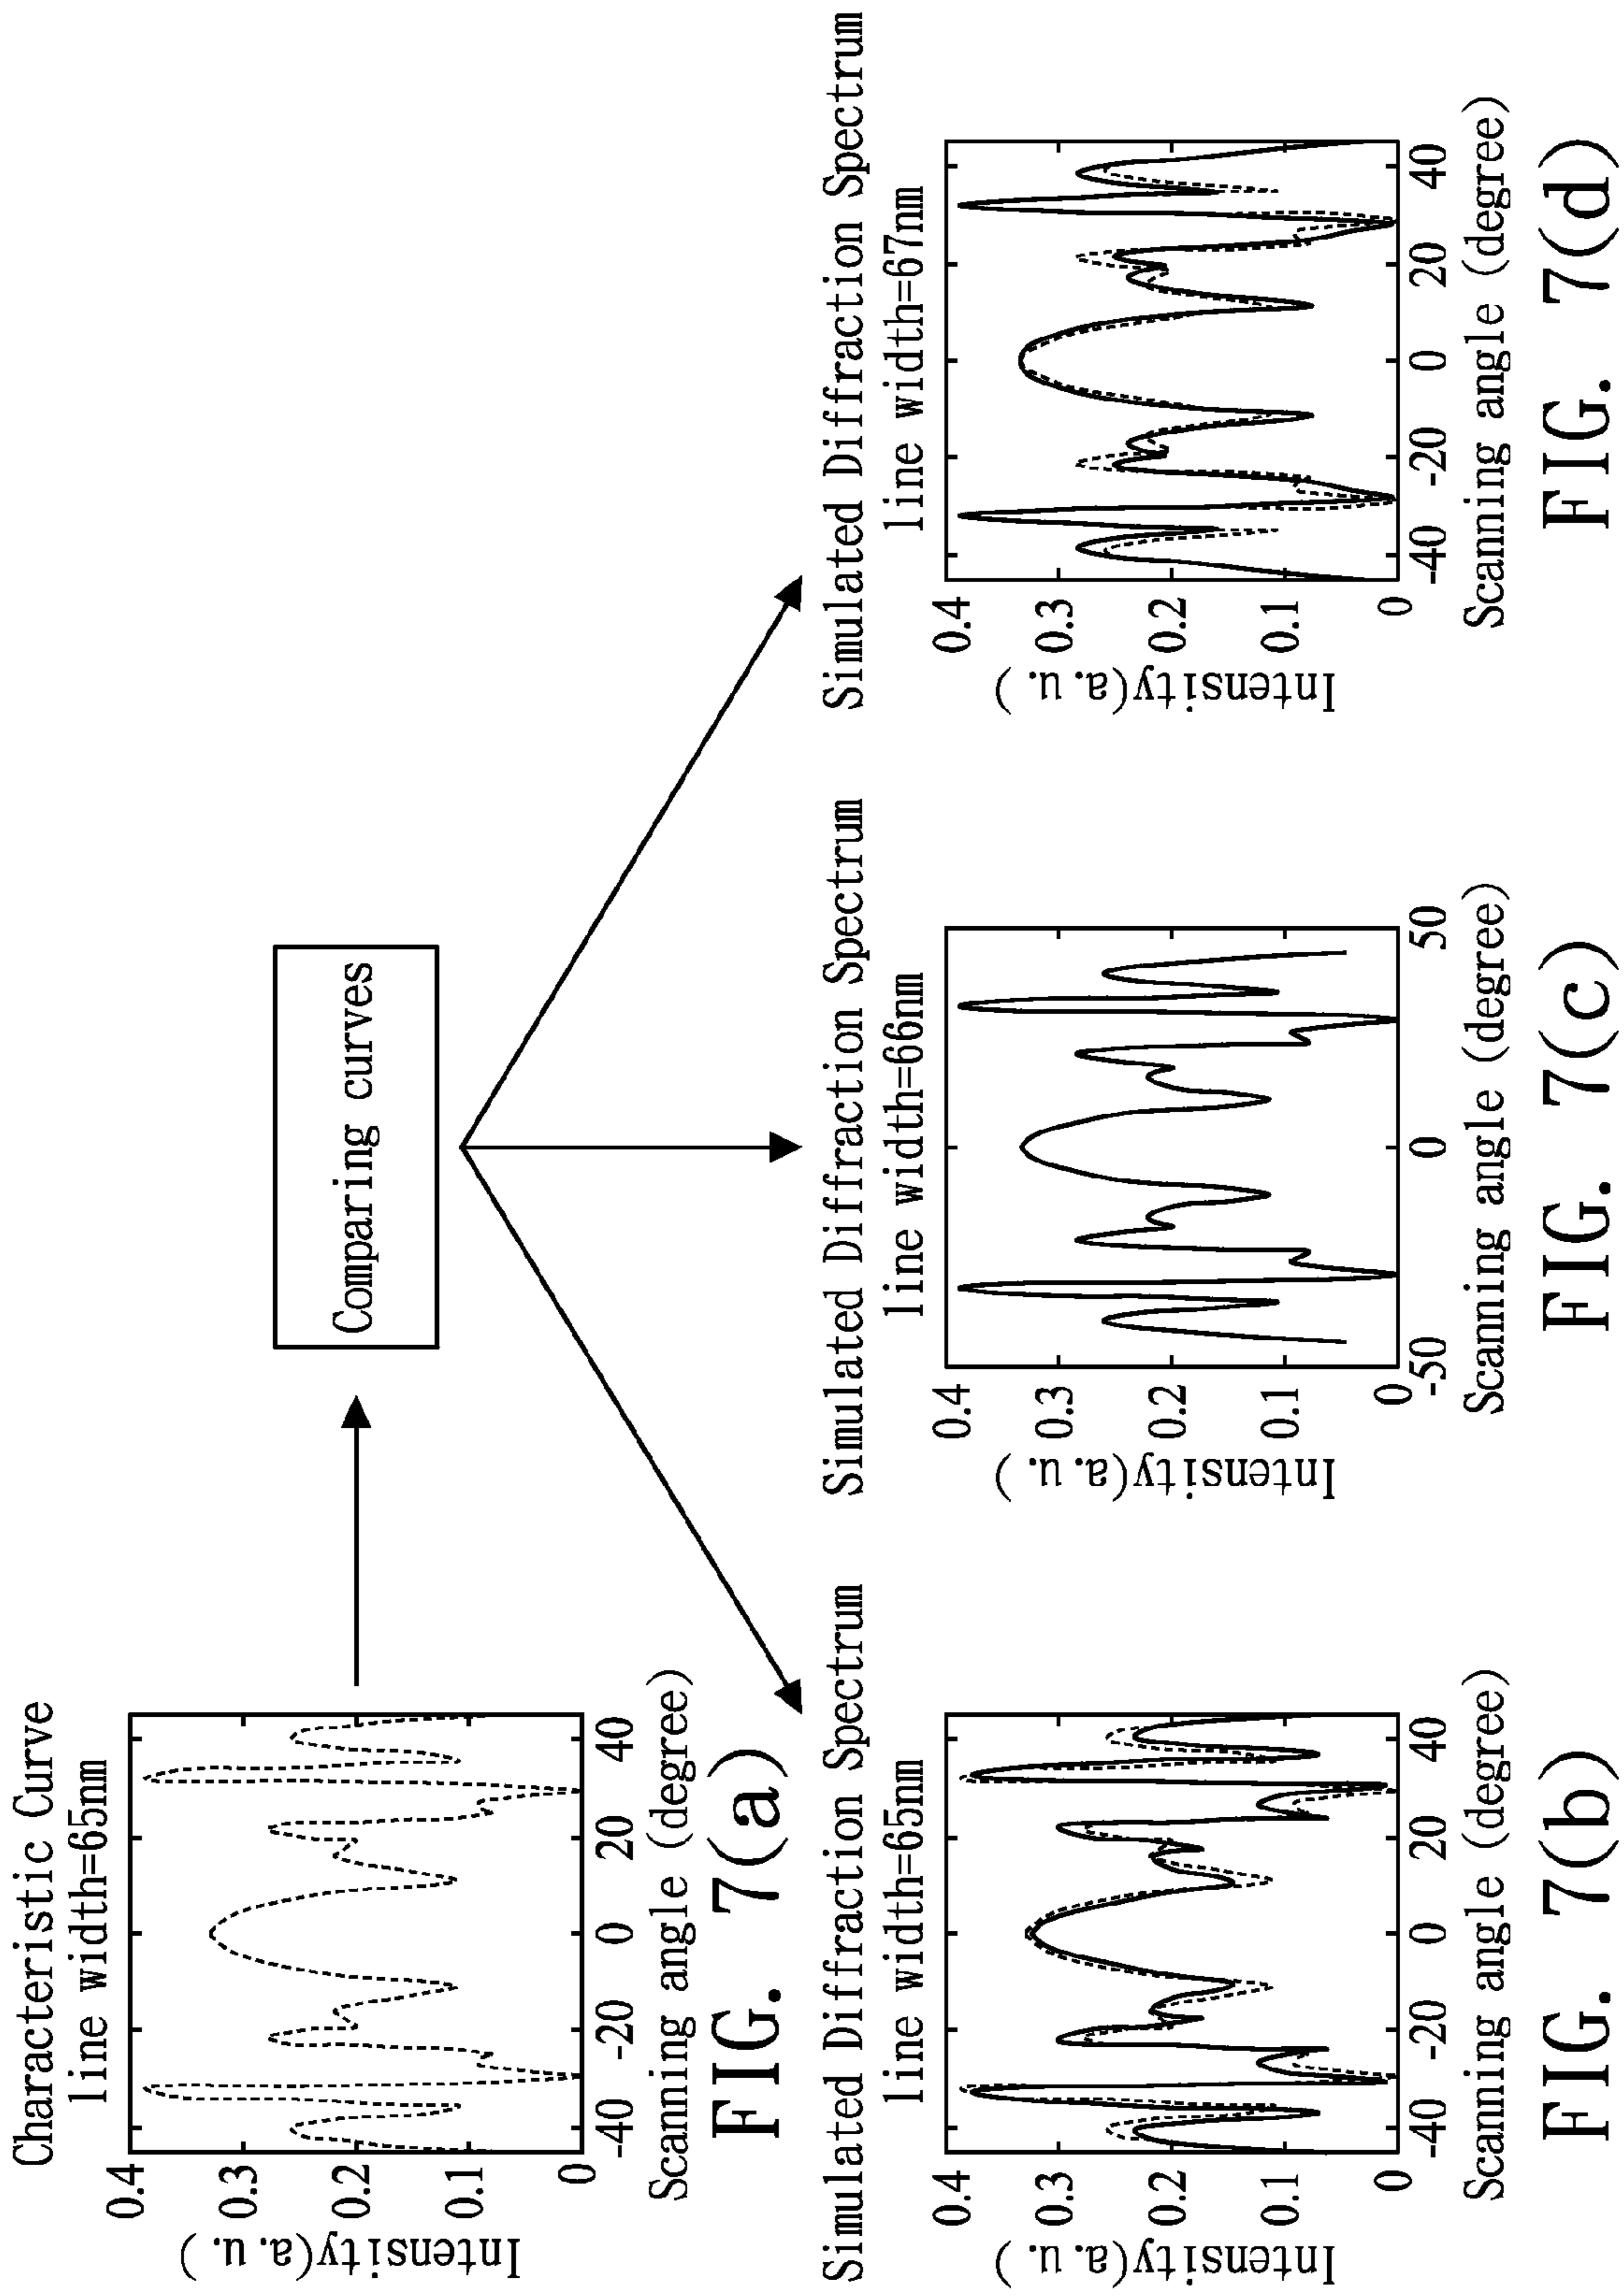 Characteristic Curve
line width=65nm
0.4
0.3
0.2
0.1
0
Intensity(a.u.)
-40 -20 0 20 40
Scanning angle (degree)
FIG. 7(a)
Comparing curves
Simulated Diffraction Spectrum
line width=65nm
0.4
0.3
0.2
0.1
0
Intensity(a.u.)
-40 -20 0 20 40
Scanning angle (degree)
FIG. 7(b)
Simulated Diffraction Spectrum
line width=66nm
0.4
0.3
0.2
0.1
0
Intensity(a.u.)
-50 0 50
Scanning angle (degree)
FIG. 7(c)
Simulated Diffraction Spectrum
line width=67nm
0.4
0.3
0.2
0.1
0
Intensity(a.u.)
-40 -20 0 20 40
Scanning angle (degree)
FIG. 7(d)